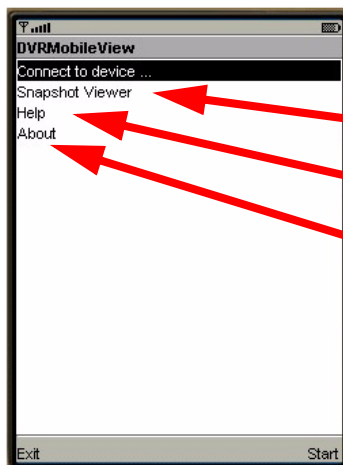 DVRMobileView
Connect to device ...
Snapshot Viewer
Help
About
Exit Start